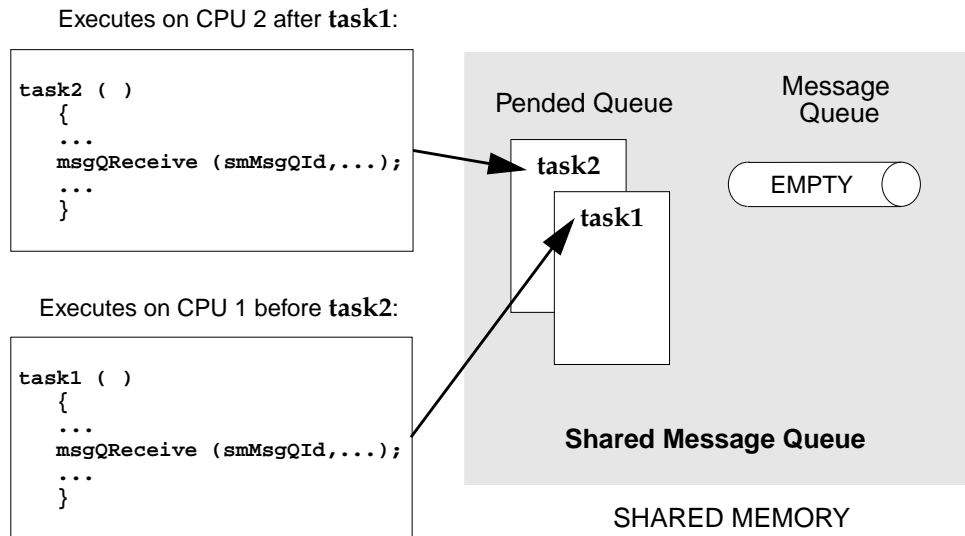 Executes on CPU 2 after task1:
task2 ( )
{
...
msgQReceive (smMsgQId,...);
...
}
Executes on CPU 1 before task2:
task1 ( )
{
...
msgQReceive (smMsgQId,...);
...
}
Pended Queue
task2
task1
Message
Queue
EMPTY
Shared Message Queue
SHARED MEMORY